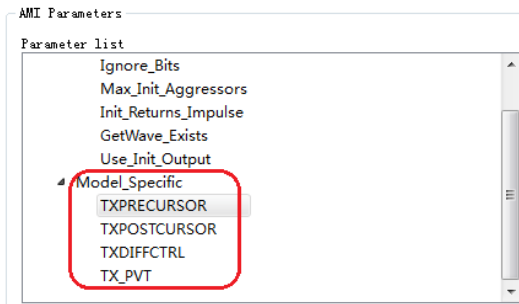 AMI Parameters
Parameter list
Ignore_Bits
Max_Init_Aggressors
Init_Returns_Impulse
GetWave_Exists
Use_Init_Output
Model_Specific
TXPRECURSOR
TXPOSTCURSOR
TXDIFFCTRL
TX_PVT